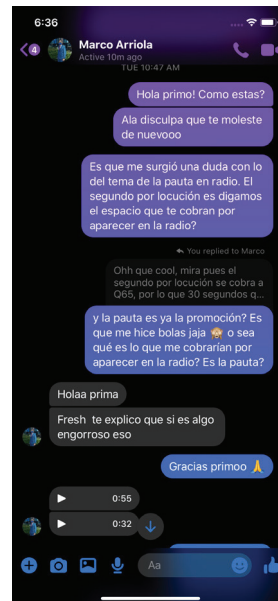 6:36
4
Marco Arriola
Active 10m ago
TUE 10:47 AM
Hola primo! Como estas?
Ala disculpa que te moleste
de nuevooo
Es que me surgió una duda con lo
del tema de la pauta en radio. El
segundo por locución es digamos
el espacio que te cobran por
aparecer en la radio?
You replied to Marco
Ohh que cool, mira pues el
segundo por locución se cobra a
Q65, por lo que 30 segundos q...
y la pauta es ya la promoción? Es
que me hice bolas jaja 🙈 o sea
qué es lo que me cobrarían por
aparecer en la radio? Es la pauta?
Holaa prima
Fresh te explico que si es algo
engorroso eso
Gracias primoo 🙏
0:55
0:32
Aa